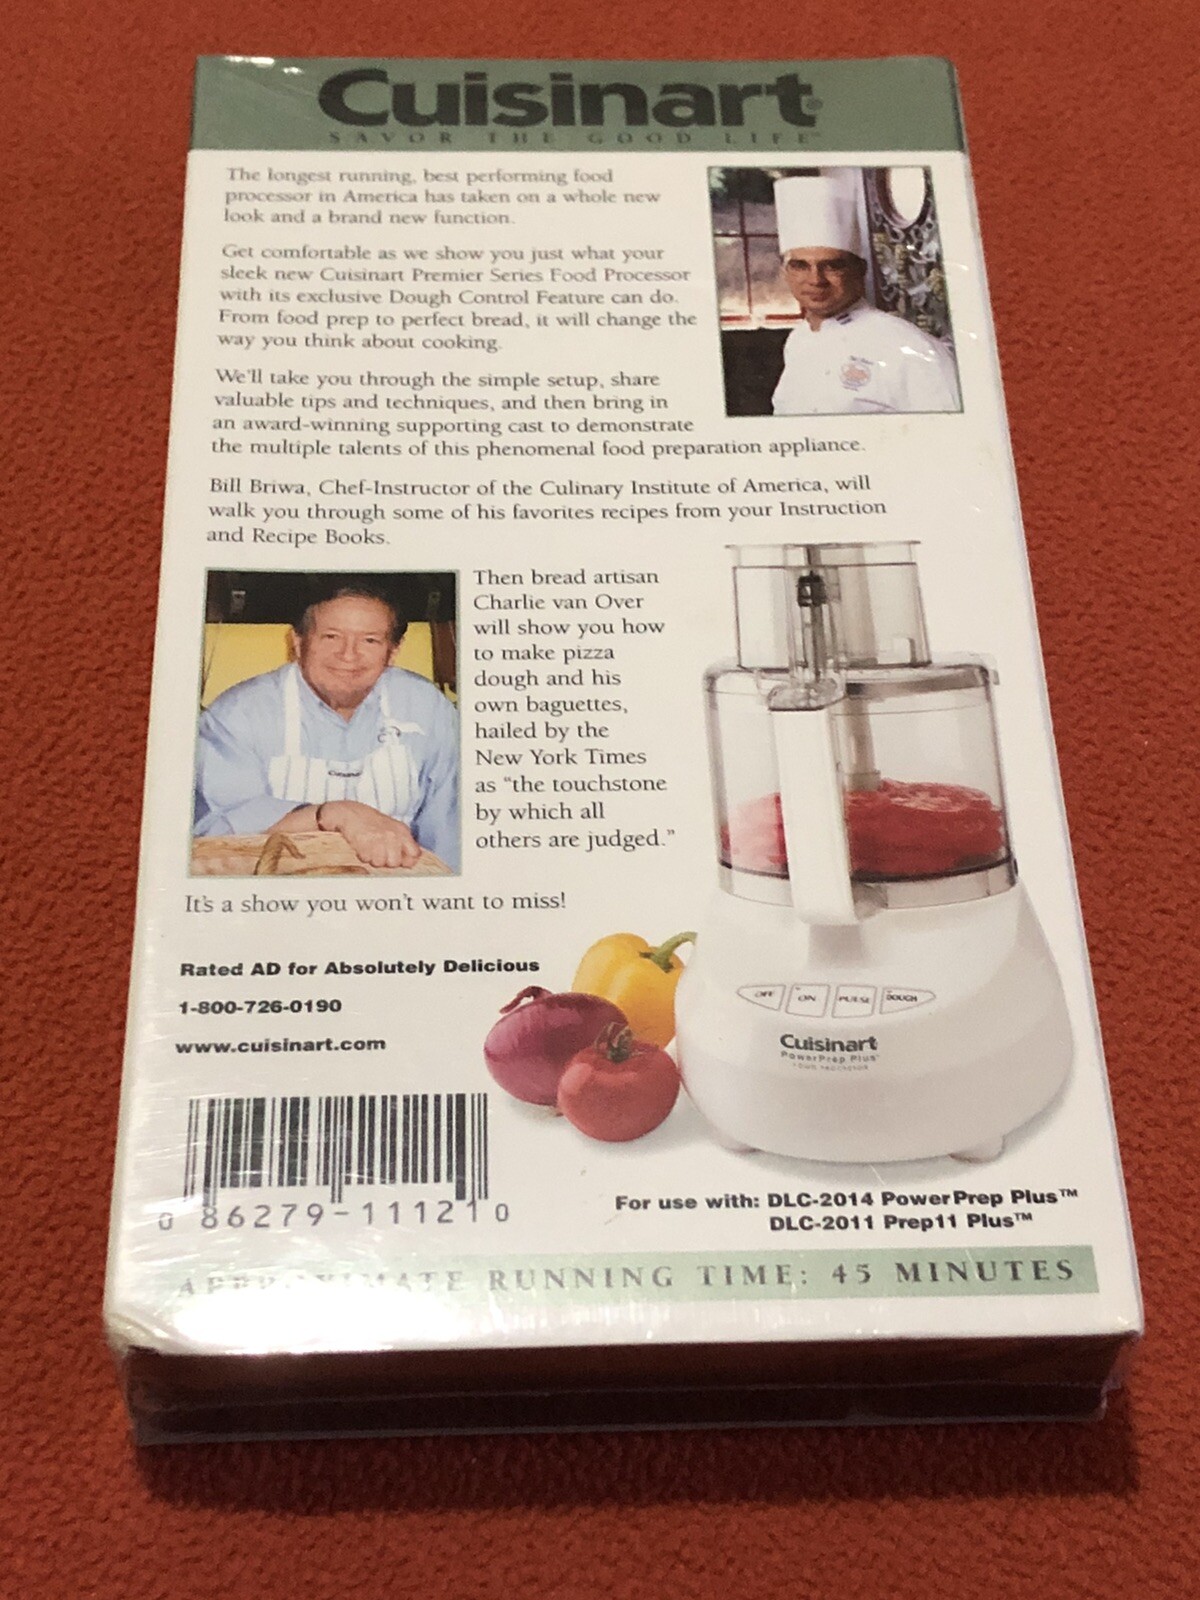 Cuisinart®
SAVOR THE GOOD LIFE™
The longest running, best performing food
processor in America has taken on a whole new
look and a brand new function.
Get comfortable as we show you just what your
sleek new Cuisinart Premier Series Food Processor
with its exclusive Dough Control Feature can do.
From food prep to perfect bread, it will change the
way you think about cooking.
We'll take you through the simple setup, share
valuable tips and techniques, and then bring in
an award-winning supporting cast to demonstrate
the multiple talents of this phenomenal food preparation appliance.
Bill Briwa, Chef-Instructor of the Culinary Institute of America, will
walk you through some of his favorites recipes from your Instruction
and Recipe Books.
Then bread artisan
Charlie van Over
will show you how
to make pizza
dough and his
own baguettes,
hailed by the
New York Times
as "the touchstone
by which all
others are judged."
It's a show you won't want to miss!
Rated AD for Absolutely Delicious
1-800-726-0190
www.cuisinart.com
OFF ON PULSE DOUGH
Cuisinart
PowerPrep Plus™
FOOD PROCESSOR
0 86279-11121 0
For use with: DLC-2014 PowerPrep Plus™
DLC-2011 Prep11 Plus™
APPROXIMATE RUNNING TIME: 45 MINUTES